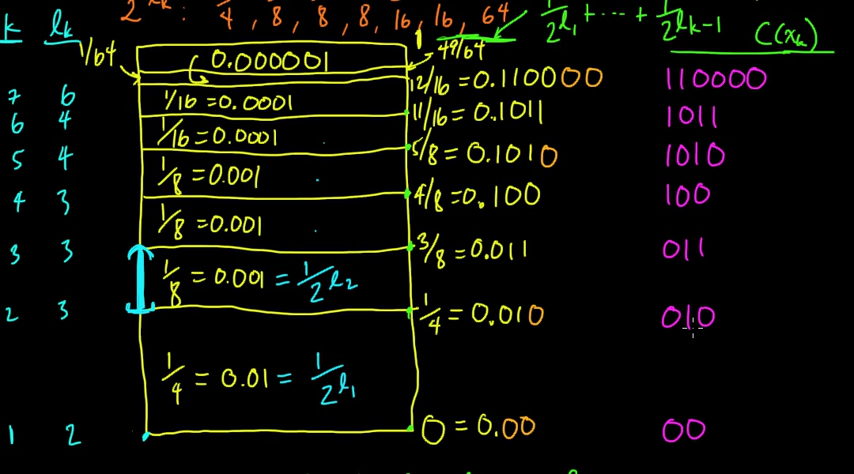 2^-lk : 1/4, 8, 8, 8, 16, 16, 64 1/2^l1 + ... + 1/2^lk-1 C(xk)
k lk
1/64 0.000001 1 49/64
7 6 12/16 = 0.110000 110000
6 4 1/16 = 0.0001 11/16 = 0.1011 1011
5 4 1/16 = 0.0001 5/8 = 0.1010 1010
4 3 1/8 = 0.001 4/8 = 0.100 100
3 3 1/8 = 0.001 3/8 = 0.011 011
2 3 1/8 = 0.001 = 1/2^l2 1/4 = 0.010 010
1/4 = 0.01 = 1/2^l1
1 2 0 = 0.00 00